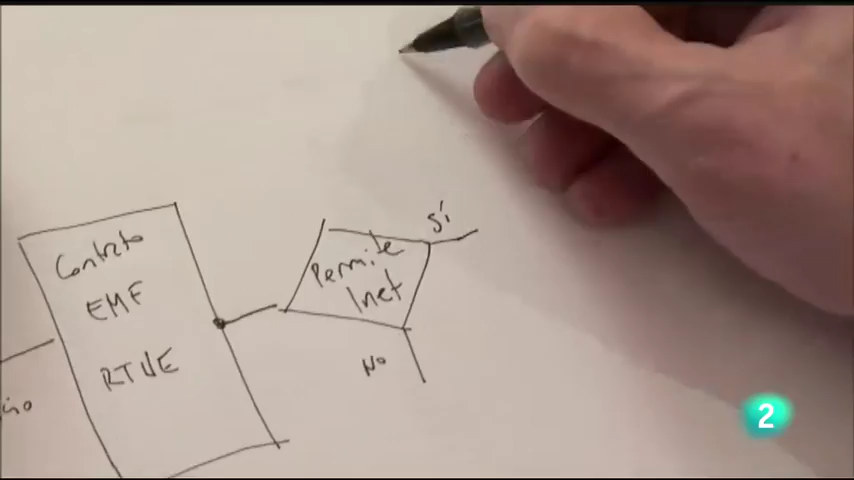 Contrato
EMF
RTVE
Permite
Inet
Sí
No
2